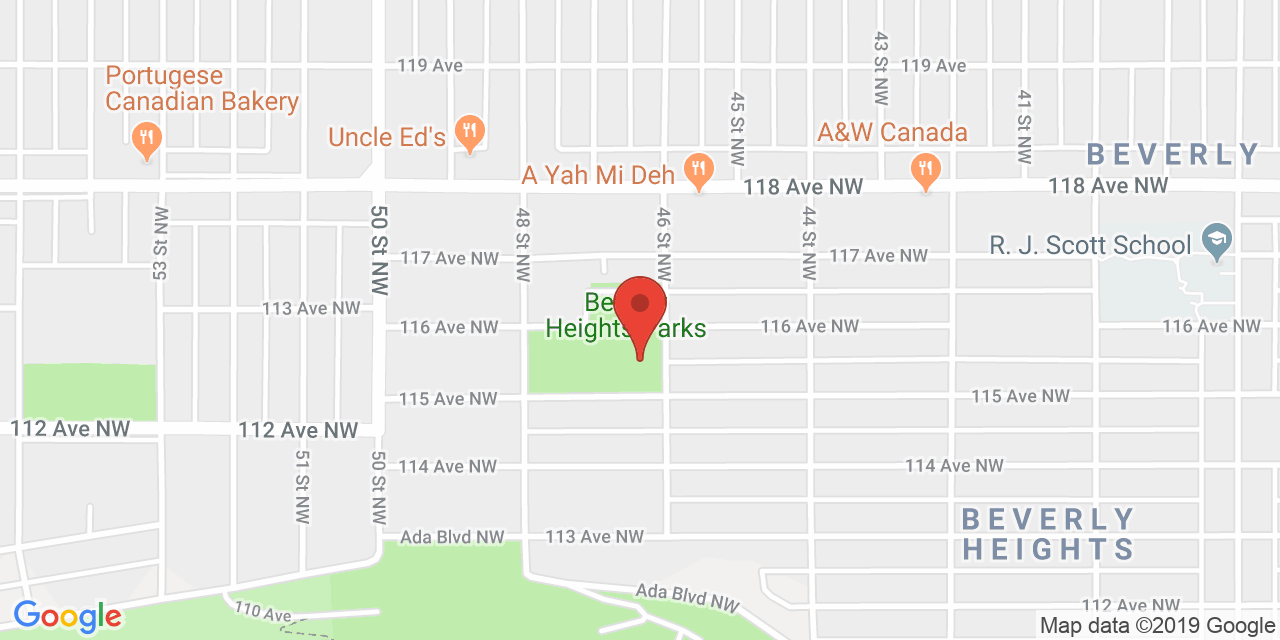 119 Ave
119 Ave
43 St NW
Portugese
Canadian Bakery
45 St NW
41 St NW
Uncle Ed's
A&W Canada
BEVERLY
A Yah Mi Deh
118 Ave NW
118 Ave NW
53 St NW
50 St NW
48 St NW
46 St NW
44 St NW
R. J. Scott School
117 Ave NW
117 Ave NW
113 Ave NW
Heights
116 Ave NW
116 Ave NW
116 Ave NW
115 Ave NW
115 Ave NW
112 Ave NW
112 Ave NW
51 St NW
50 St NW
114 Ave NW
114 Ave NW
BEVERLY
HEIGHTS
Ada Blvd NW
113 Ave NW
Ada Blvd NW
110 Ave
112 Ave NW
Google
Map data ©2019 Google